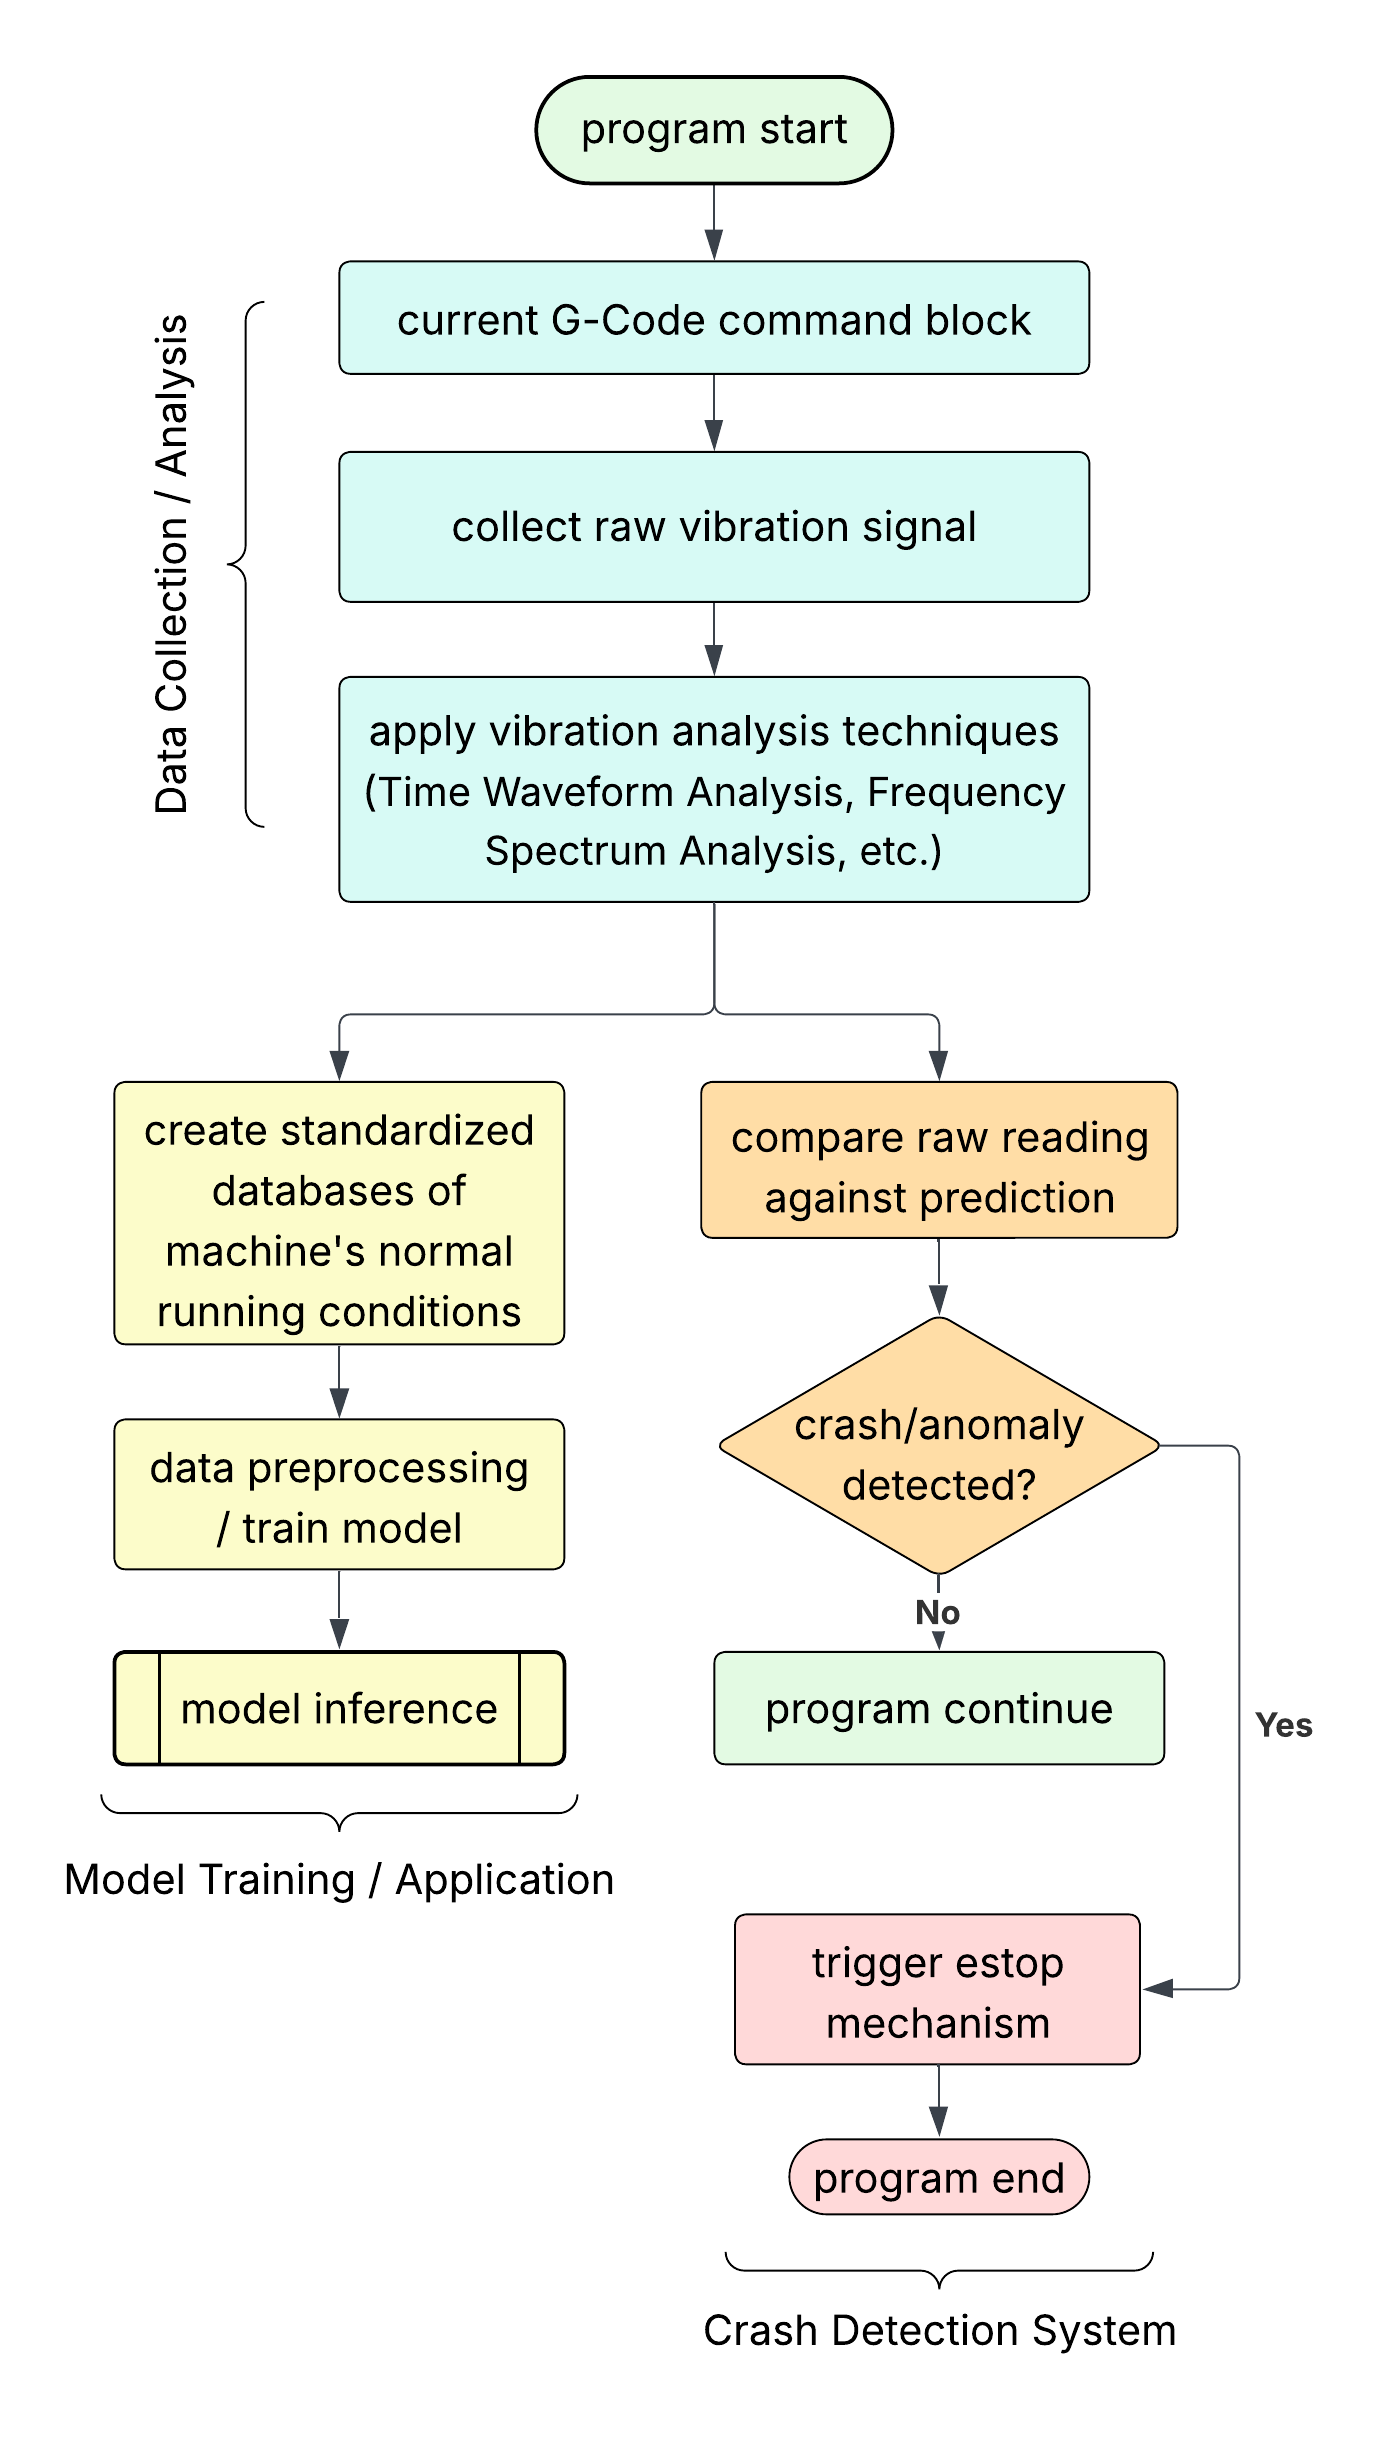 program start
current G-Code command block
collect raw vibration signal
apply vibration analysis techniques
(Time Waveform Analysis, Frequency
Spectrum Analysis, etc.)
Data Collection / Analysis
create standardized
databases of
machine's normal
running conditions
data preprocessing
/ train model
model inference
Model Training / Application
compare raw reading
against prediction
crash/anomaly
detected?
No
program continue
Yes
trigger estop
mechanism
program end
Crash Detection System